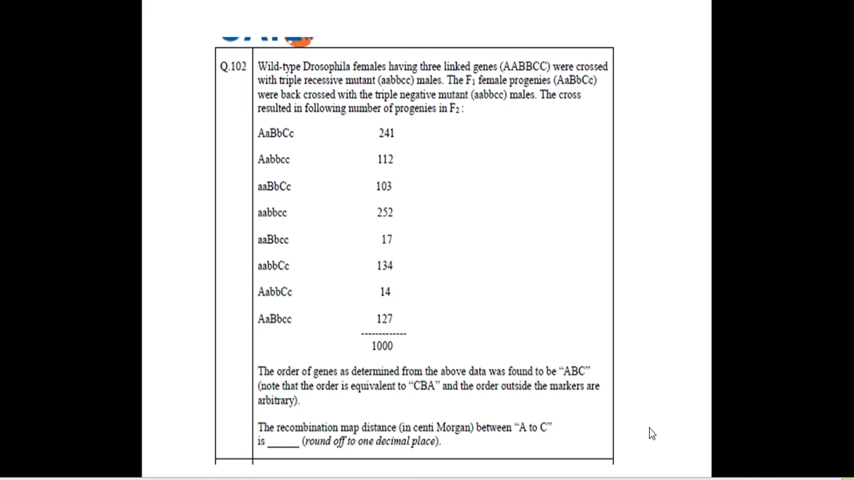 Q.102
Wild-type Drosophila females having three linked genes (AABBCC) were crossed
with triple recessive mutant (aabbcc) males. The F1 female progenies (AaBbCc)
were back crossed with the triple negative mutant (aabbcc) males. The cross
resulted in following number of progenies in F2 :
AaBbCc 241
Aabbcc 112
aaBbCc 103
aabbcc 252
aaBbcc 17
aabbCc 134
AabbCc 14
AaBbcc 127
------------
1000
The order of genes as determined from the above data was found to be “ABC”
(note that the order is equivalent to “CBA” and the order outside the markers are
arbitrary).
The recombination map distance (in centi Morgan) between “A to C”
is ______ (round off to one decimal place).